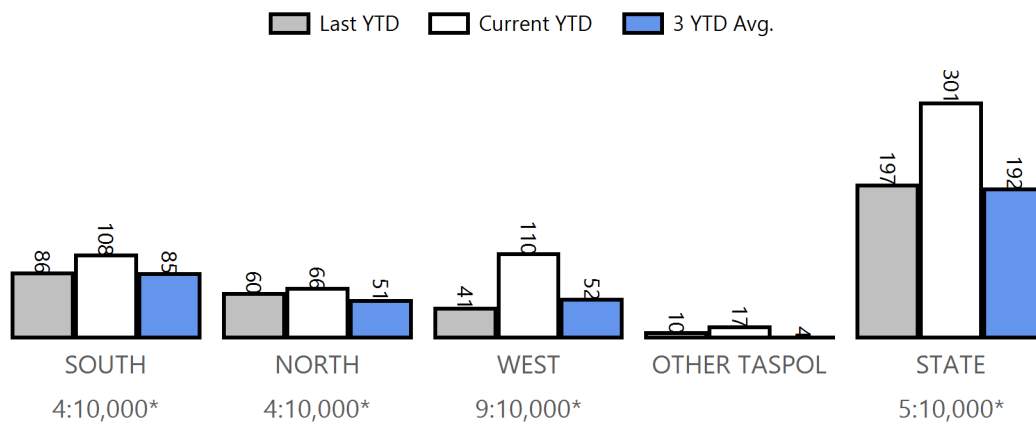 Last YTD Current YTD 3 YTD Avg.
86 108 85 60 66 51 41 110 52 10 17 4 197 301 192
SOUTH NORTH WEST OTHER TASPOL STATE
4:10,000* 4:10,000* 9:10,000* 5:10,000*